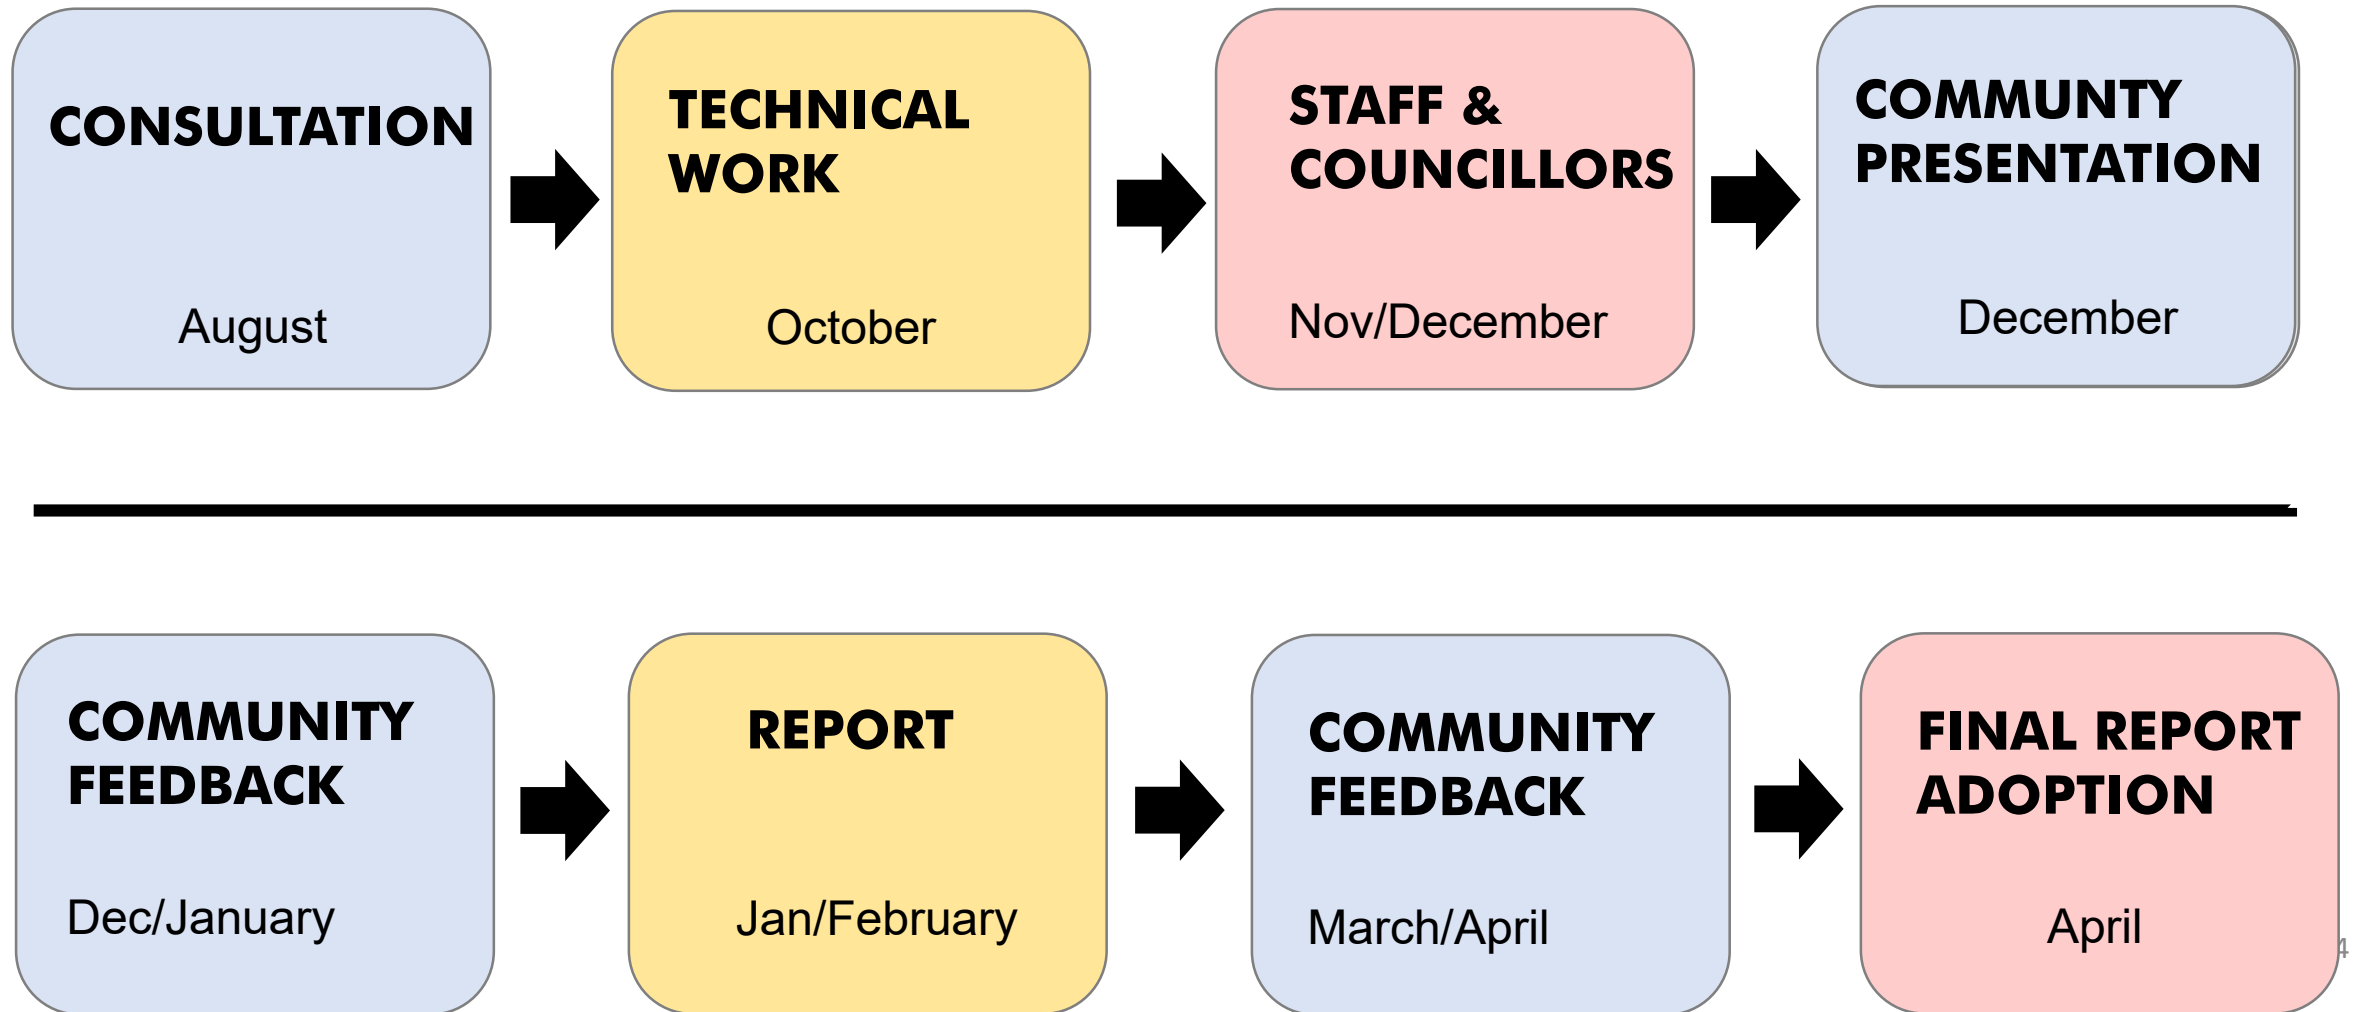 CONSULTATION
August
TECHNICAL
WORK
October
STAFF &
COUNCILLORS
Nov/December
COMMUNTY
PRESENTATION
December
COMMUNITY
FEEDBACK
Dec/January
REPORT
Jan/February
COMMUNITY
FEEDBACK
March/April
FINAL REPORT
ADOPTION
April
4